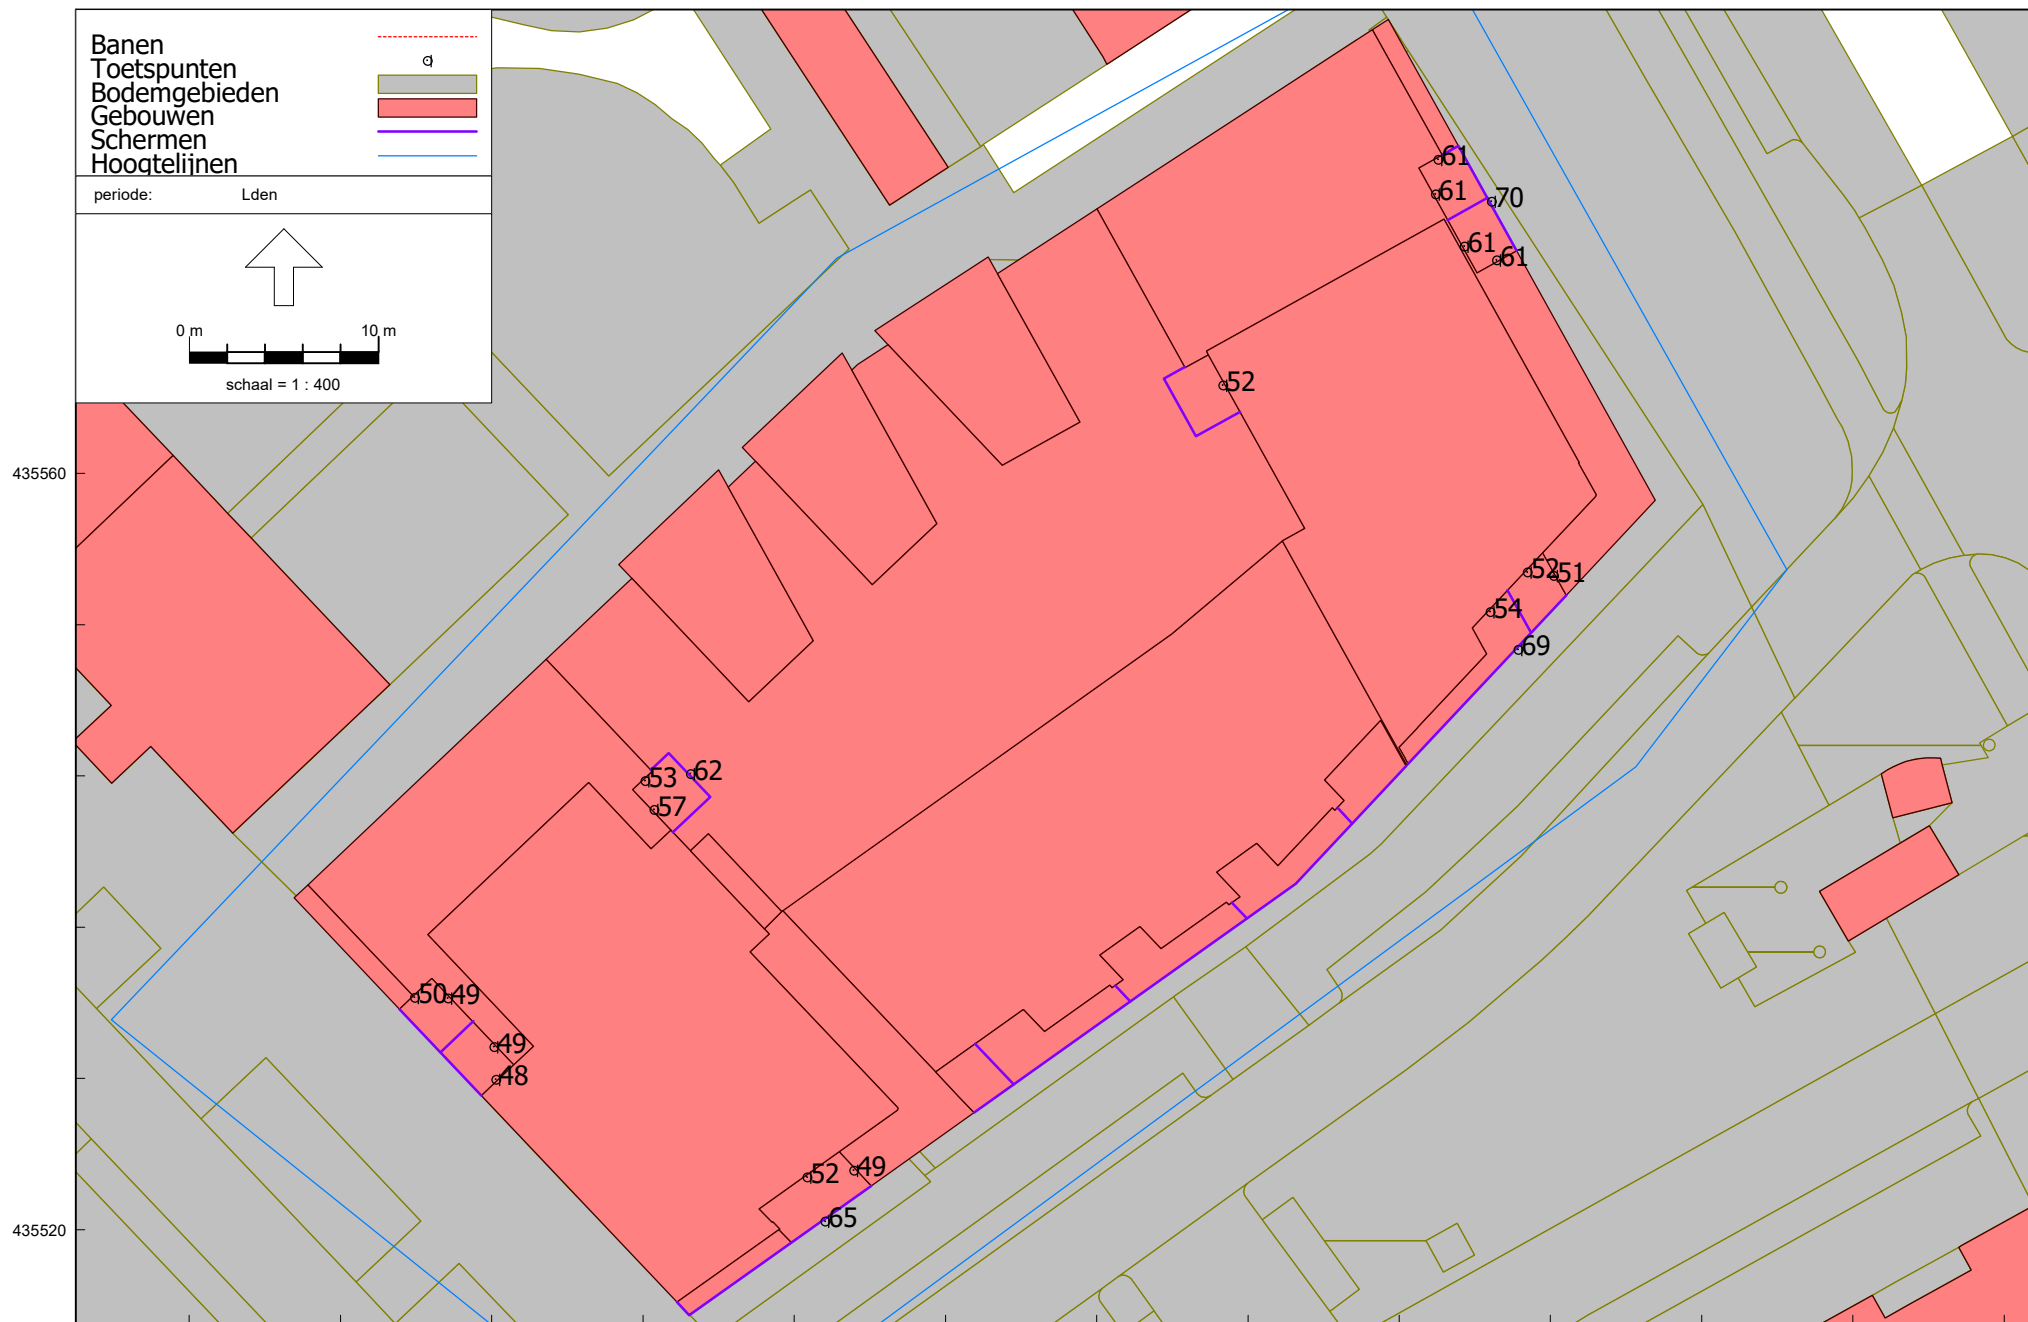 Banen
Toetspunten
Bodemgebieden
Gebouwen
Schermen
Hoogtelijnen
periode: Lden
0 m 10 m
schaal = 1 : 400
61
61
70
61
61
52
435560
52
51
54
69
53
62
57
50
49
49
48
52
49
65
435520